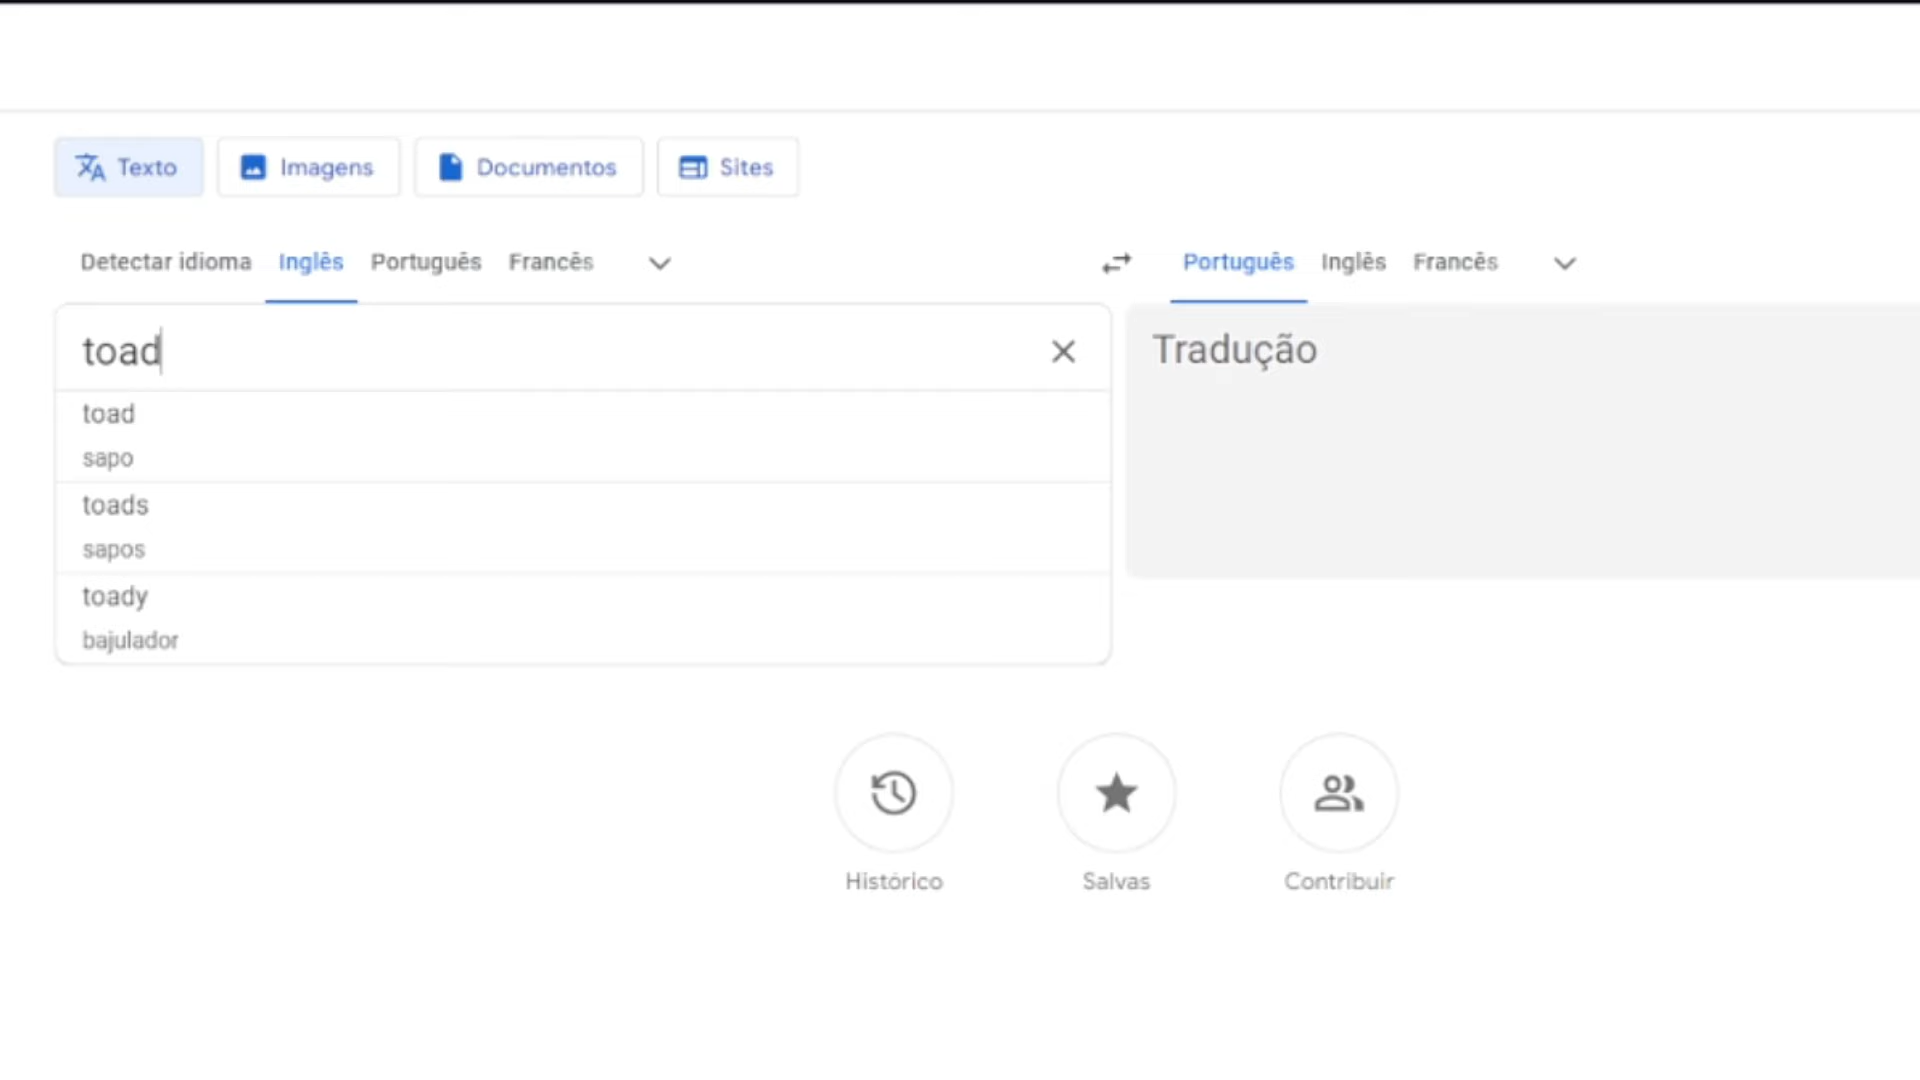 Texto Imagens Documentos Sites
Detectar idioma Inglês Português Francês Português Inglês Francês
toad
Tradução
toad
sapo
toads
sapos
toady
bajulador
Histórico Salvas Contribuir